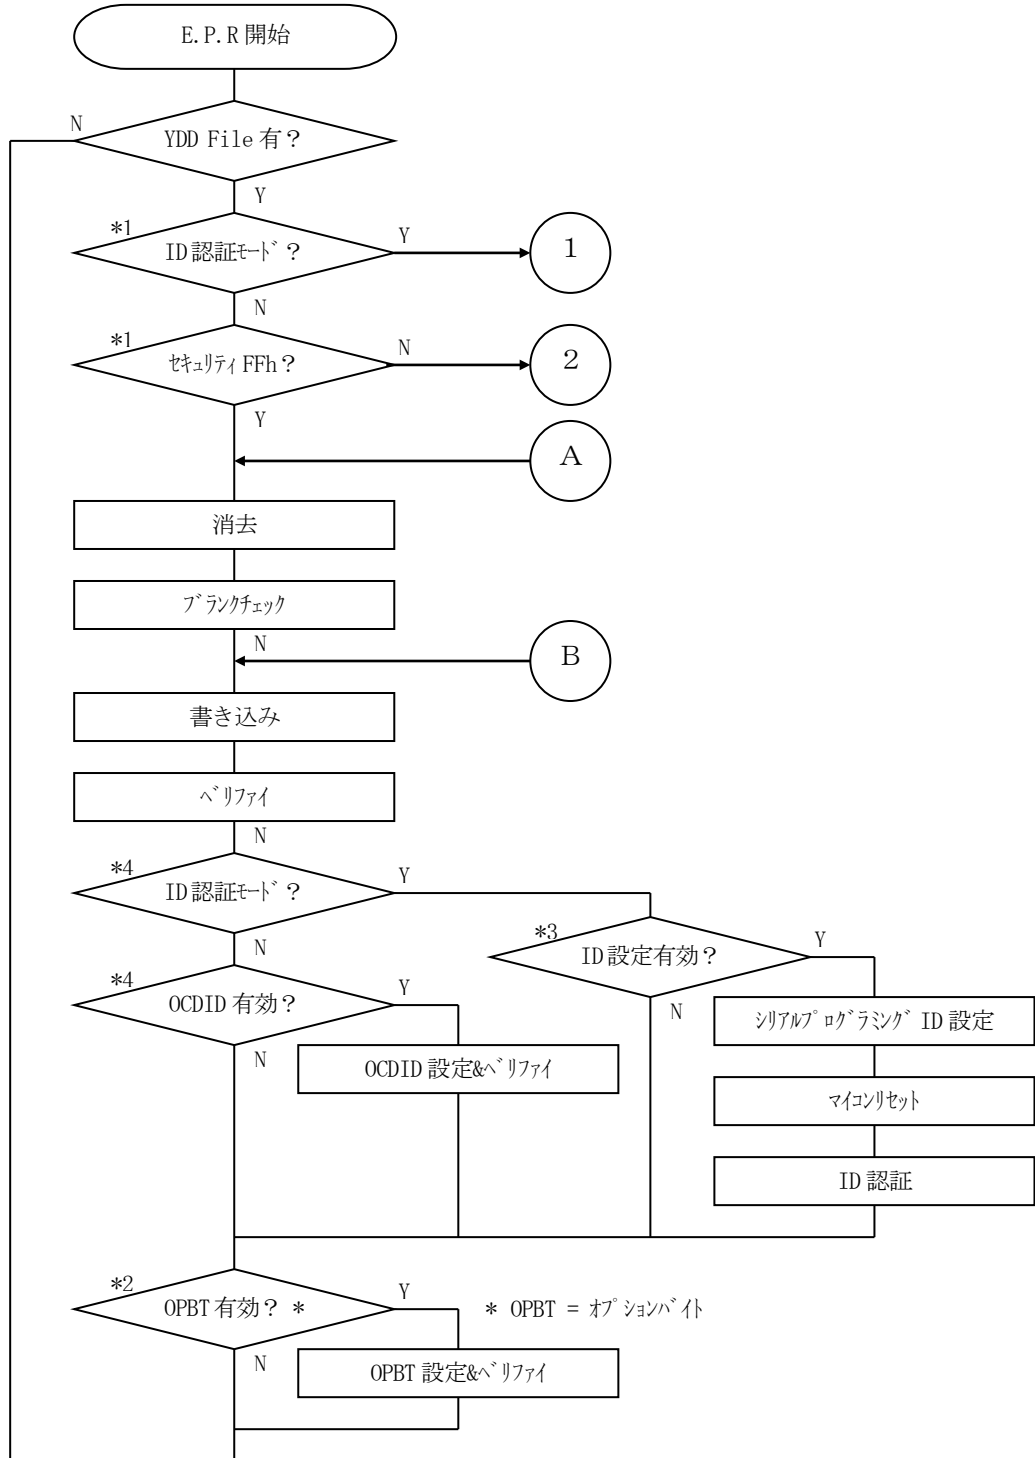 E.P.R 開始
N
YDD File 有？
Y
*1
ID 認証ﾓｰﾄﾞ？
Y
1
N
*1
ｾｷｭﾘﾃｨ FFh？
N
2
Y
A
消去
ﾌﾞﾗﾝｸﾁｪｯｸ
N
B
書き込み
ﾍﾞﾘﾌｧｲ
N
*4
ID 認証ﾓｰﾄﾞ？
Y
*3
ID 設定有効？
Y
N
*4
OCDID 有効？
Y
N
ｼﾘｱﾙﾌﾟﾛｸﾞﾗﾐﾝｸﾞ ID 設定
N
OCDID 設定&ﾍﾞﾘﾌｧｲ
ﾏｲｺﾝﾘｾｯﾄ
ID 認証
*2
OPBT 有効？ *
Y
* OPBT = ｵﾌﾟｼｮﾝﾊﾞｲﾄ
N
OPBT 設定&ﾍﾞﾘﾌｧｲ